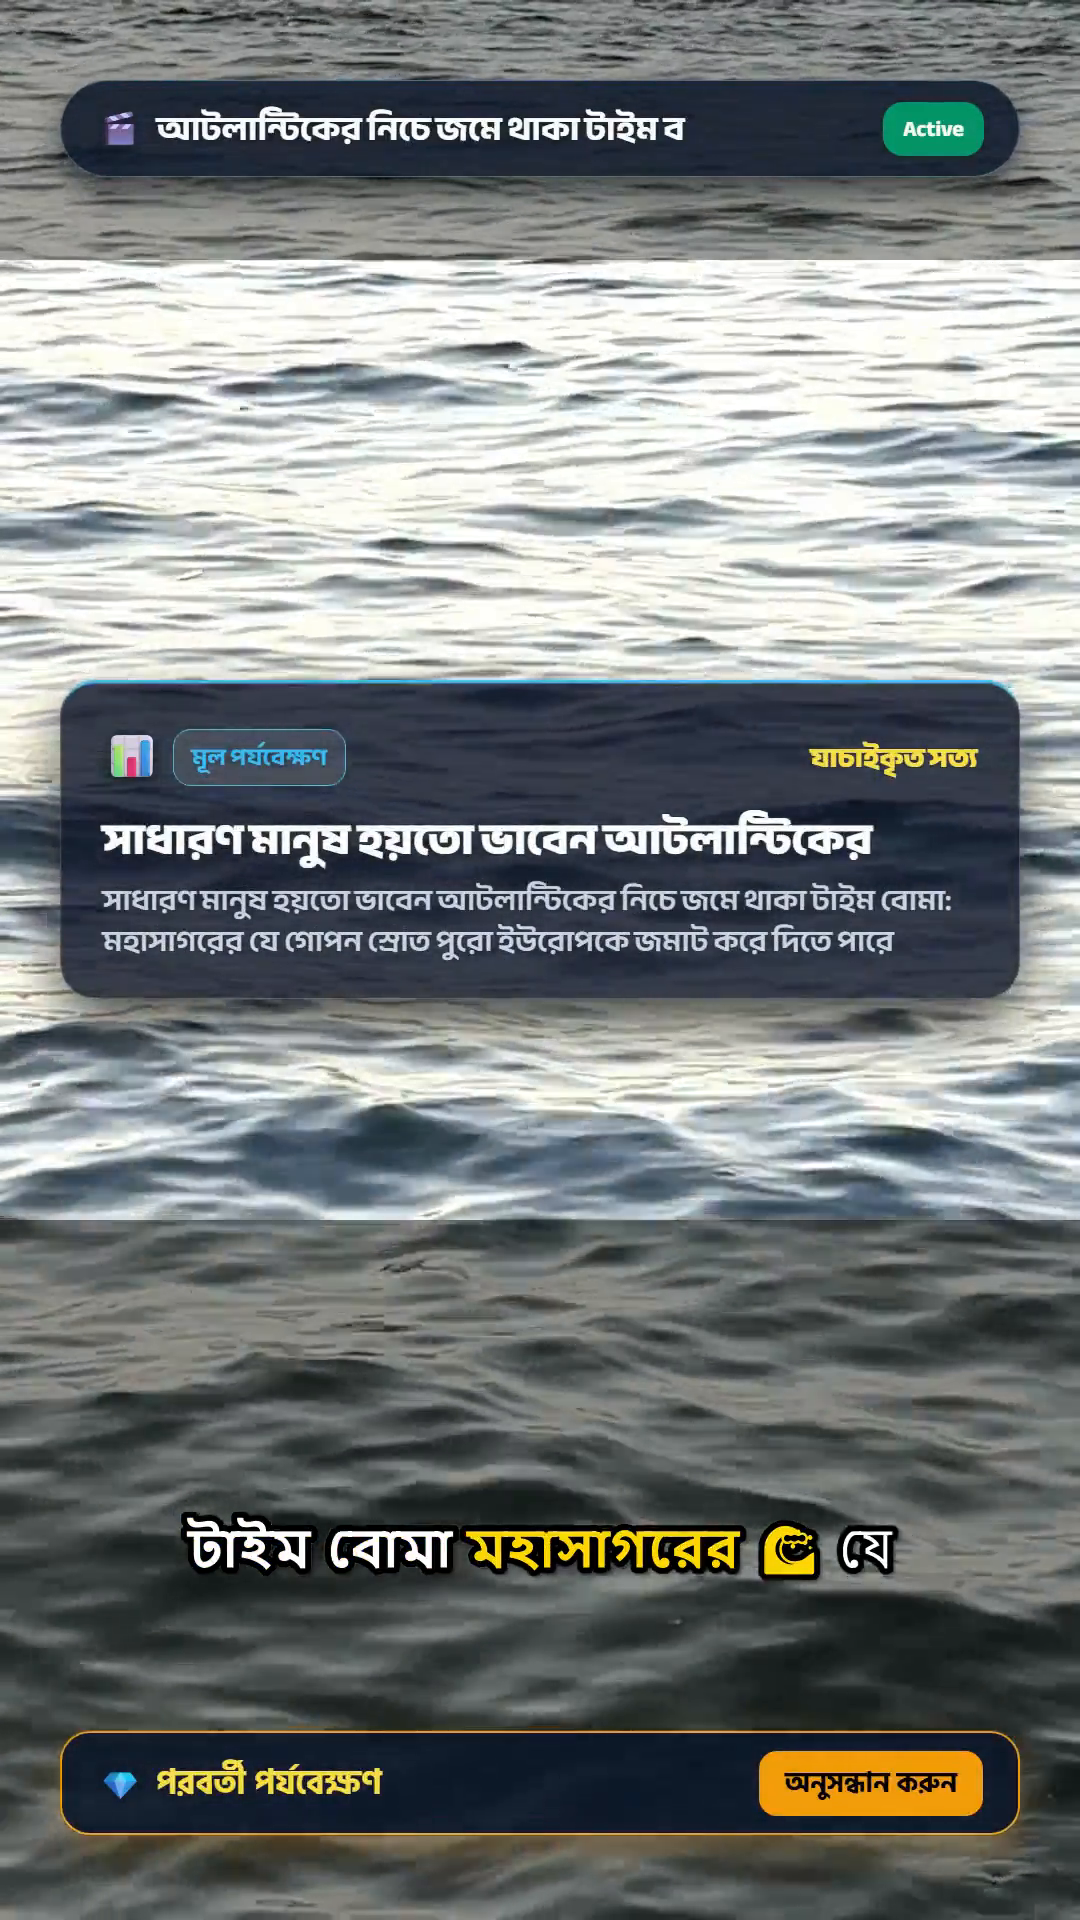 আটলান্টিকের নিচে জমে থাকা টাইম ব
Active
মূল পর্যবেক্ষণ
যাচাইকৃত সত্য
সাধারণ মানুষ হয়তো ভাবেন আটলান্টিকের
সাধারণ মানুষ হয়তো ভাবেন আটলান্টিকের নিচে জমে থাকা টাইম বোমা:
মহাসাগরের যে গোপন স্রোত পুরো ইউরোপকে জমাট করে দিতে পারে
টাইম বোমা মহাসাগরের 🌊 যে
পরবর্তী পর্যবেক্ষণ
অনুসন্ধান করুন